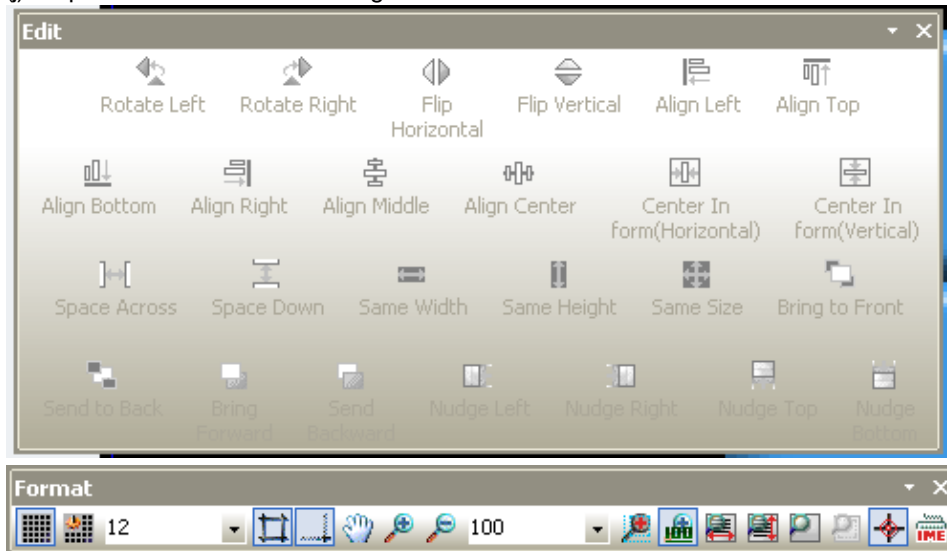 Edit
Rotate Left Rotate Right Flip Horizontal Flip Vertical Align Left Align Top
Align Bottom Align Right Align Middle Align Center Center In form(Horizontal) Center In form(Vertical)
Space Across Space Down Same Width Same Height Same Size Bring to Front
Send to Back Bring Forward Send Backward Nudge Left Nudge Right Nudge Top Nudge Bottom
Format
12 100 100 IME